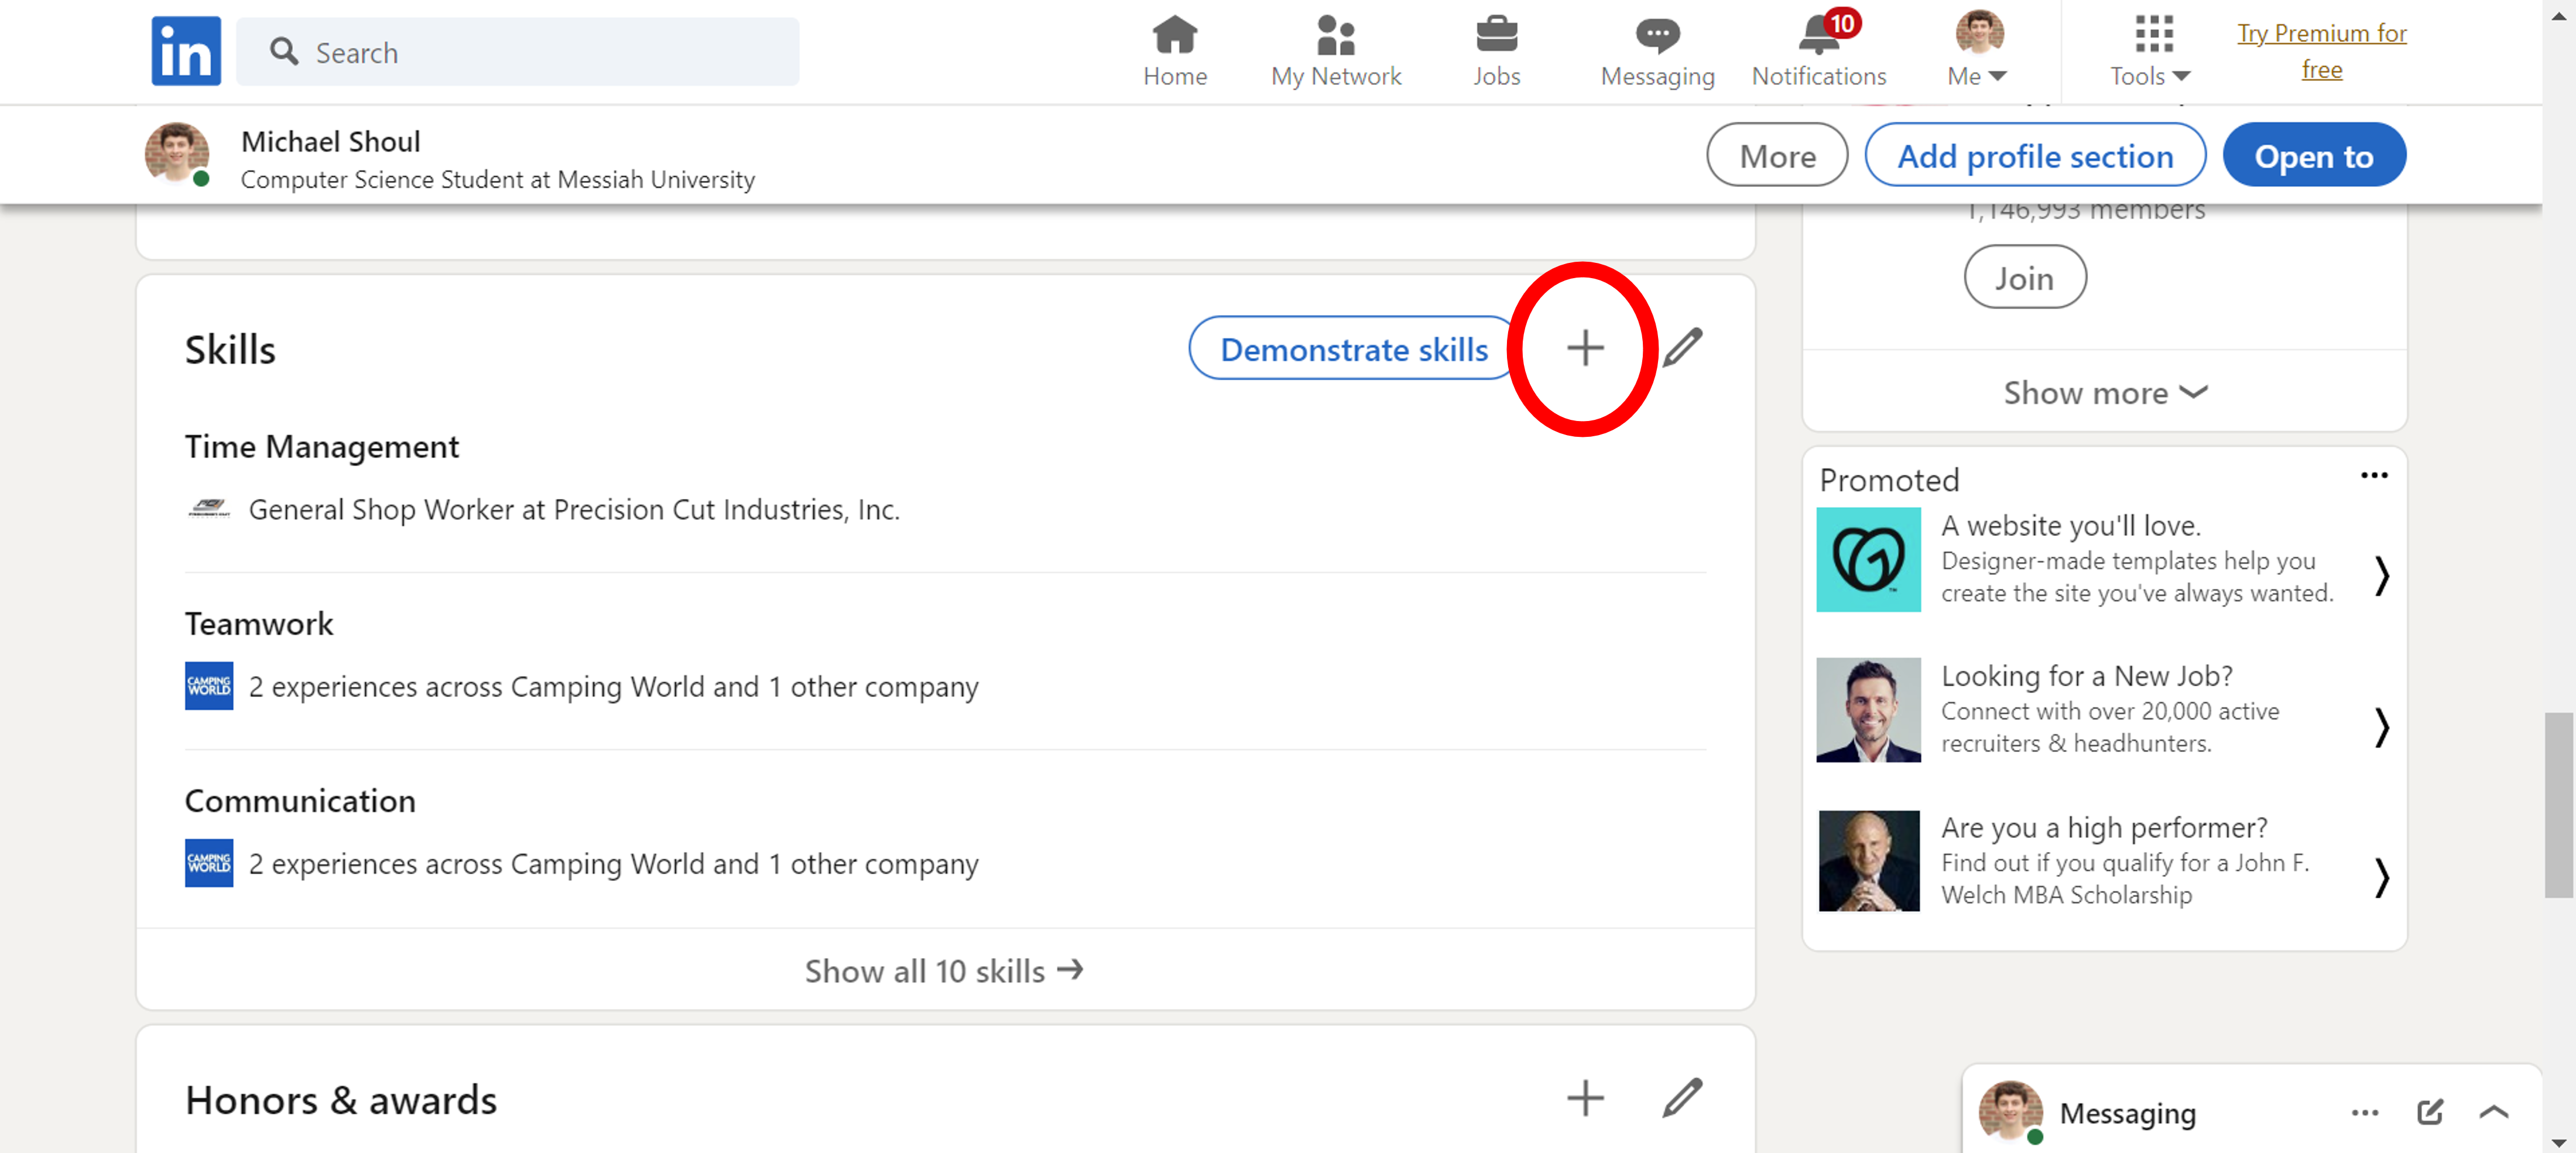 in
Search
Home
My Network
Jobs
Messaging
10
Notifications
Me
Tools
Try Premium for
free
Michael Shoul
Computer Science Student at Messiah University
More
Add profile section
Open to
1,146,993 members
Join
Show more
Skills
Demonstrate skills
Time Management
General Shop Worker at Precision Cut Industries, Inc.
Teamwork
CAMPING
WORLD
2 experiences across Camping World and 1 other company
Communication
CAMPING
WORLD
2 experiences across Camping World and 1 other company
Show all 10 skills
Honors & awards
Promoted
A website you'll love.
Designer-made templates help you
create the site you've always wanted.
Looking for a New Job?
Connect with over 20,000 active
recruiters & headhunters.
Are you a high performer?
Find out if you qualify for a John F.
Welch MBA Scholarship
Messaging